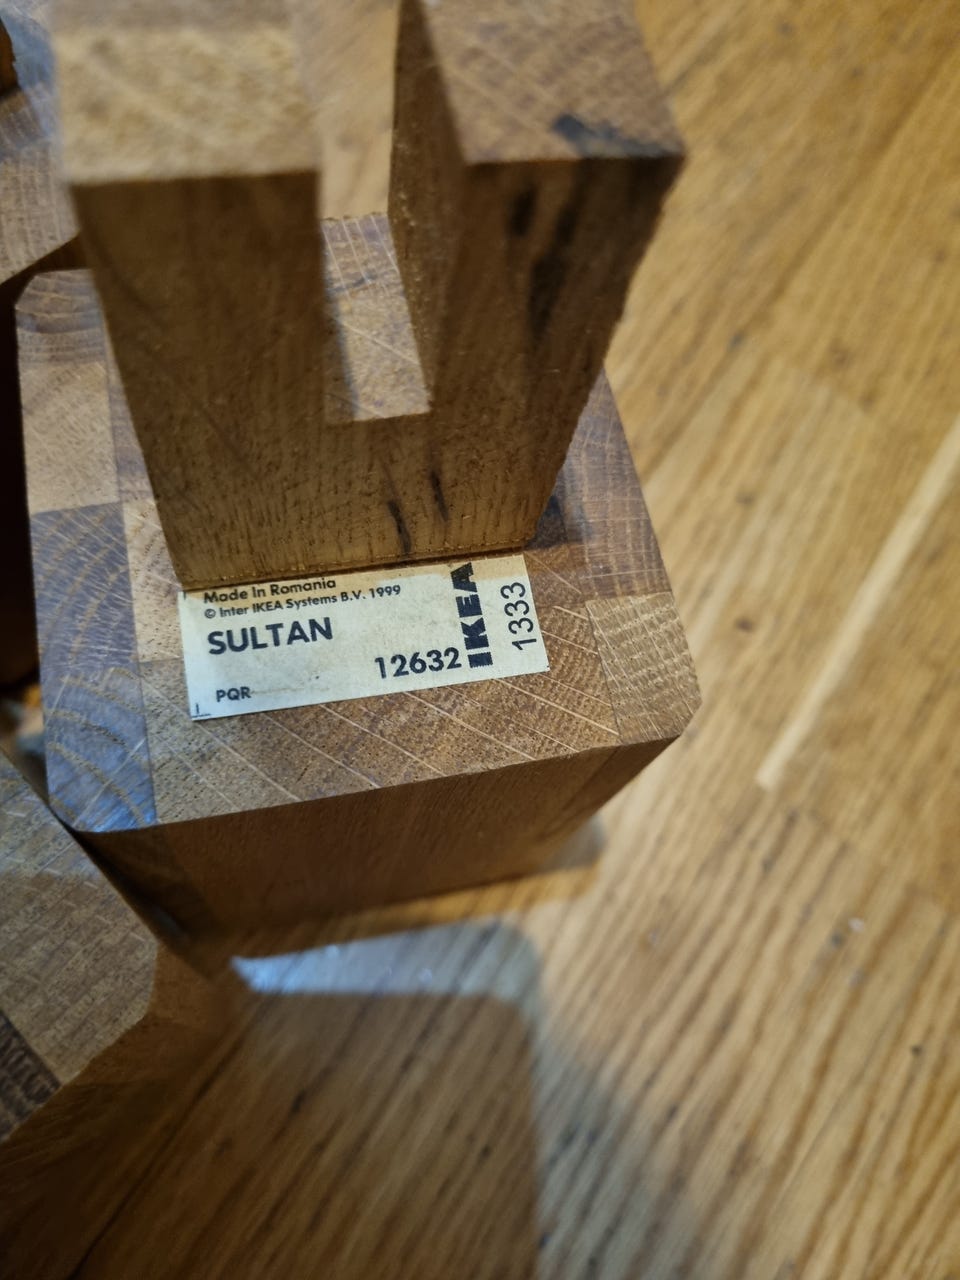 Made in Romania
© Inter IKEA Systems B.V. 1999
SULTAN
12632
PQR
IKEA
1333